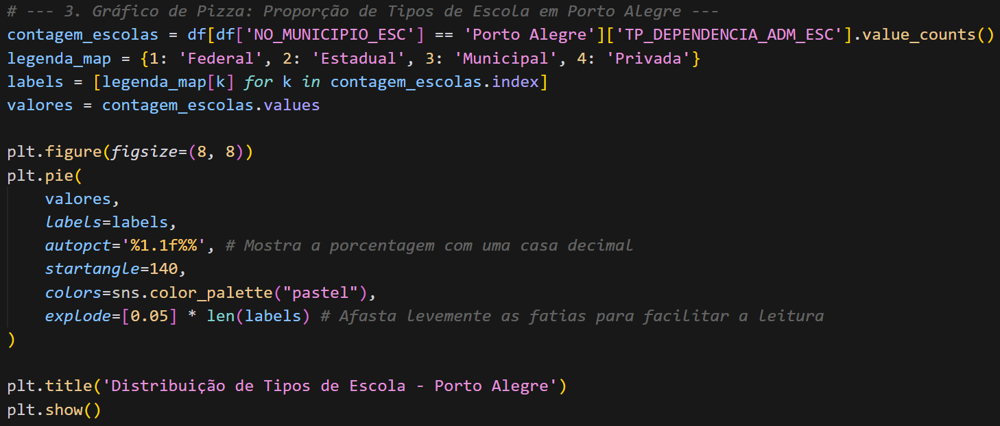 # --- 3. Gráfico de Pizza: Proporção de Tipos de Escola em Porto Alegre ---
contagem_escolas = df[df['NO_MUNICIPIO_ESC'] == 'Porto Alegre']['TP_DEPENDENCIA_ADM_ESC'].value_counts()
legenda_map = {1: 'Federal', 2: 'Estadual', 3: 'Municipal', 4: 'Privada'}
labels = [legenda_map[k] for k in contagem_escolas.index]
valores = contagem_escolas.values

plt.figure(figsize=(8, 8))
plt.pie(
    valores,
    labels=labels,
    autopct='%1.1f%%', # Mostra a porcentagem com uma casa decimal
    startangle=140,
    colors=sns.color_palette("pastel"),
    explode=[0.05] * len(labels) # Afasta levemente as fatias para facilitar a leitura
)

plt.title('Distribuição de Tipos de Escola - Porto Alegre')
plt.show()